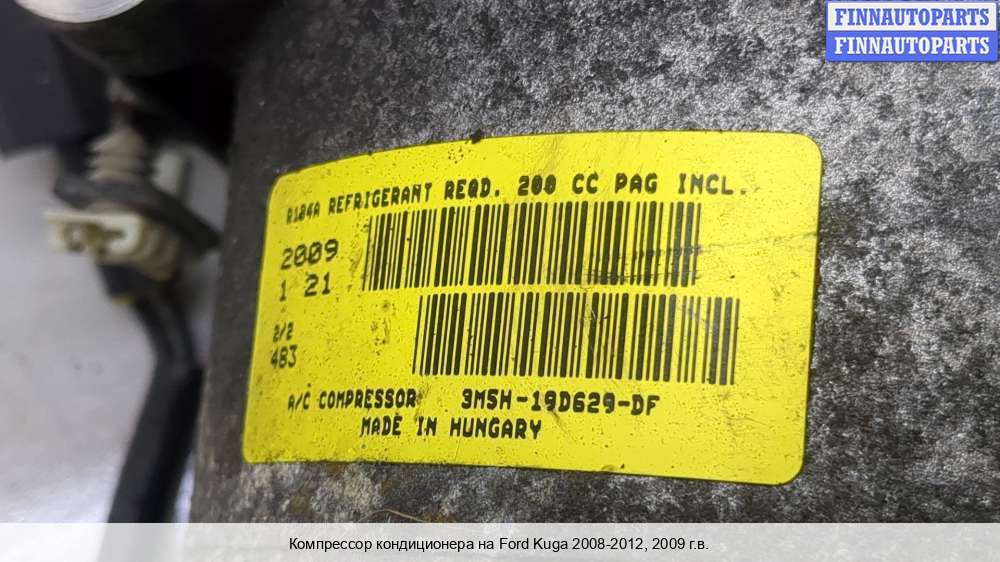 FINNAUTOPARTS
FINNAUTOPARTS
R134A REFRIGERANT REQD. 200 CC PAG INCL.
2009
1 21
2/2
483
A/C COMPRESSOR 3M5H-19D629-DF
MADE IN HUNGARY
Компрессор кондиционера на Ford Kuga 2008-2012, 2009 г.в.